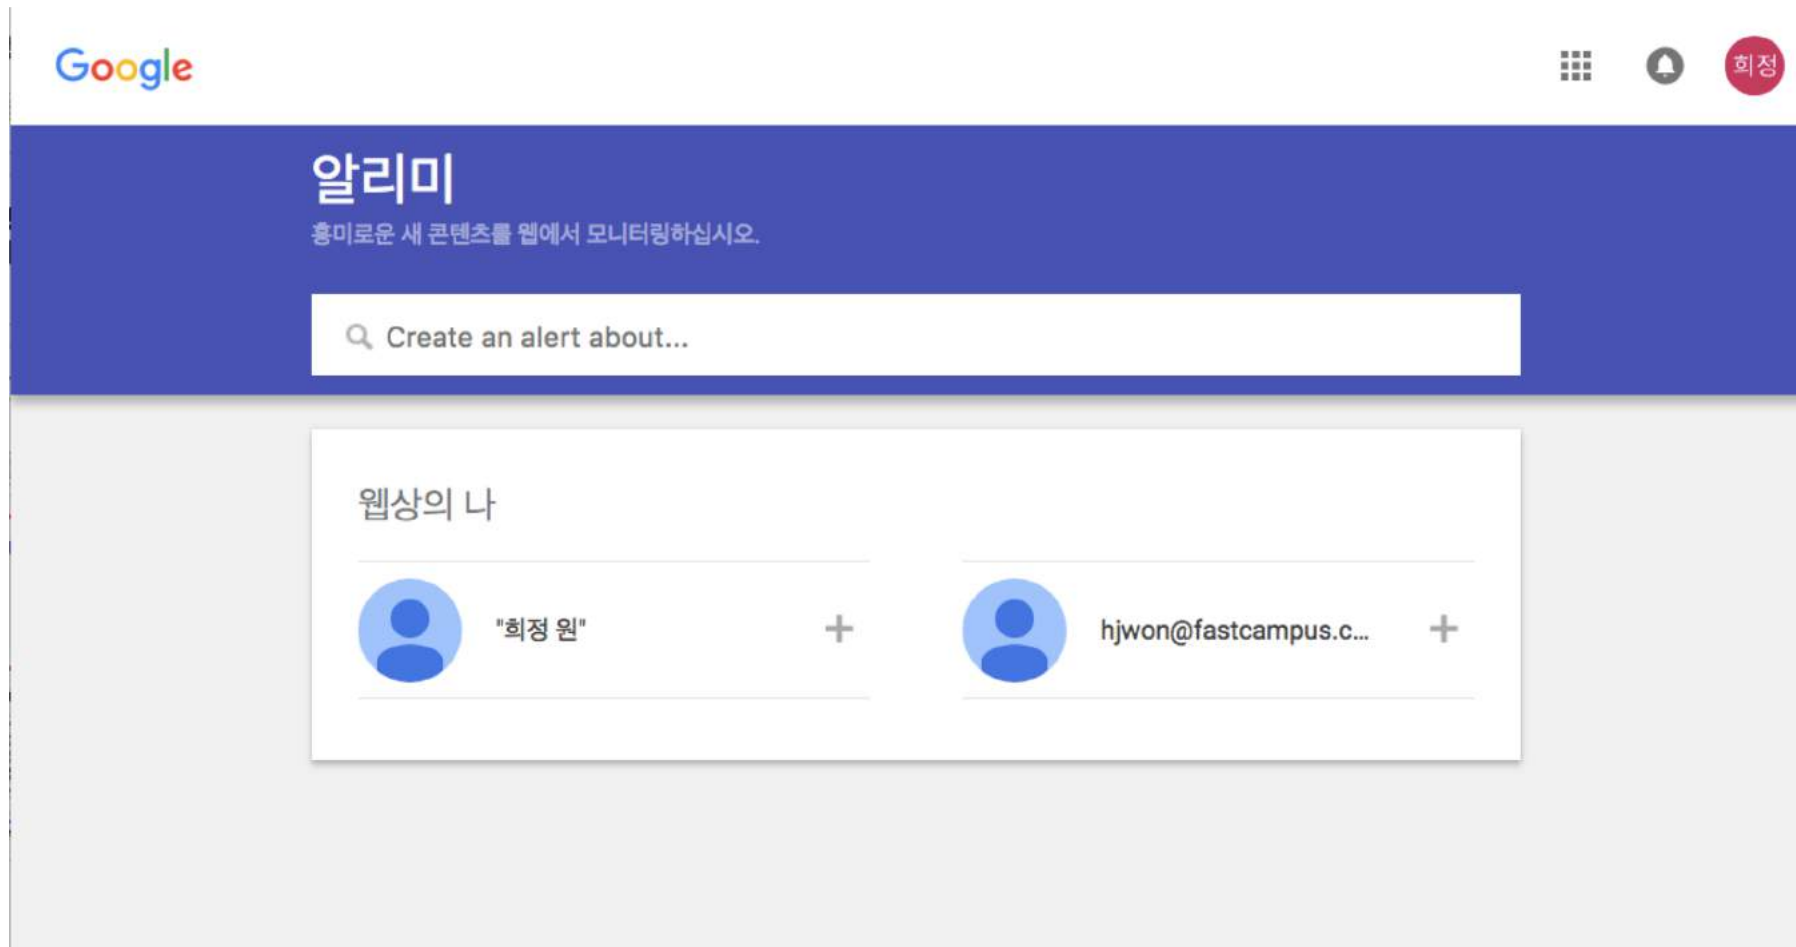 Google
희정
알리미
흥미로운 새 콘텐츠를 웹에서 모니터링하십시오.
Create an alert about...
웹상의 나
"희정 원"
hjwon@fastcampus.c...